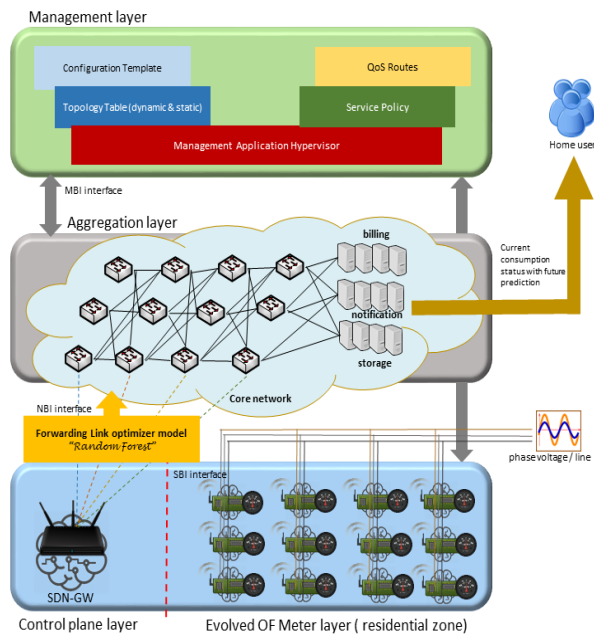 Management layer
Configuration Template
QoS Routes
Topology Table (dynamic & static)
Service Policy
Management Application Hypervisor
Home user
MBI interface
Aggregation layer
billing
Current
consumption
status with future
prediction
notification
storage
Core network
NBI interface
Forwarding Link optimizer model
"Random Forest"
SBI interface
phase voltage / line
SDN-GW
Control plane layer
Evolved OF Meter layer ( residential zone)